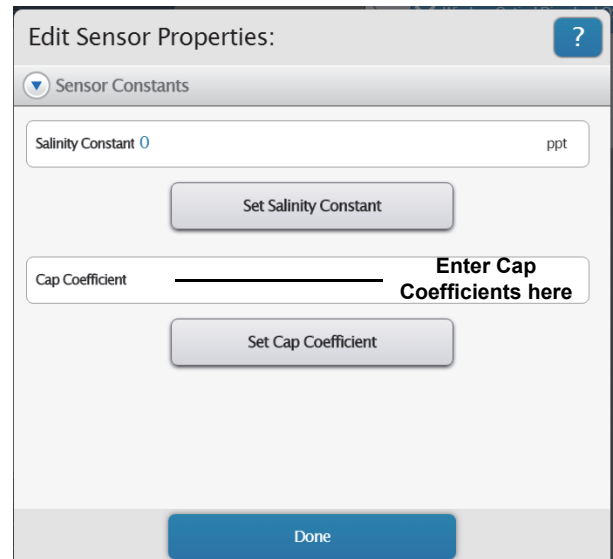 Edit Sensor Properties:
?
Sensor Constants
Salinity Constant 0 ppt
Set Salinity Constant
Cap Coefficient
Enter Cap
Coefficients here
Set Cap Coefficient
Done